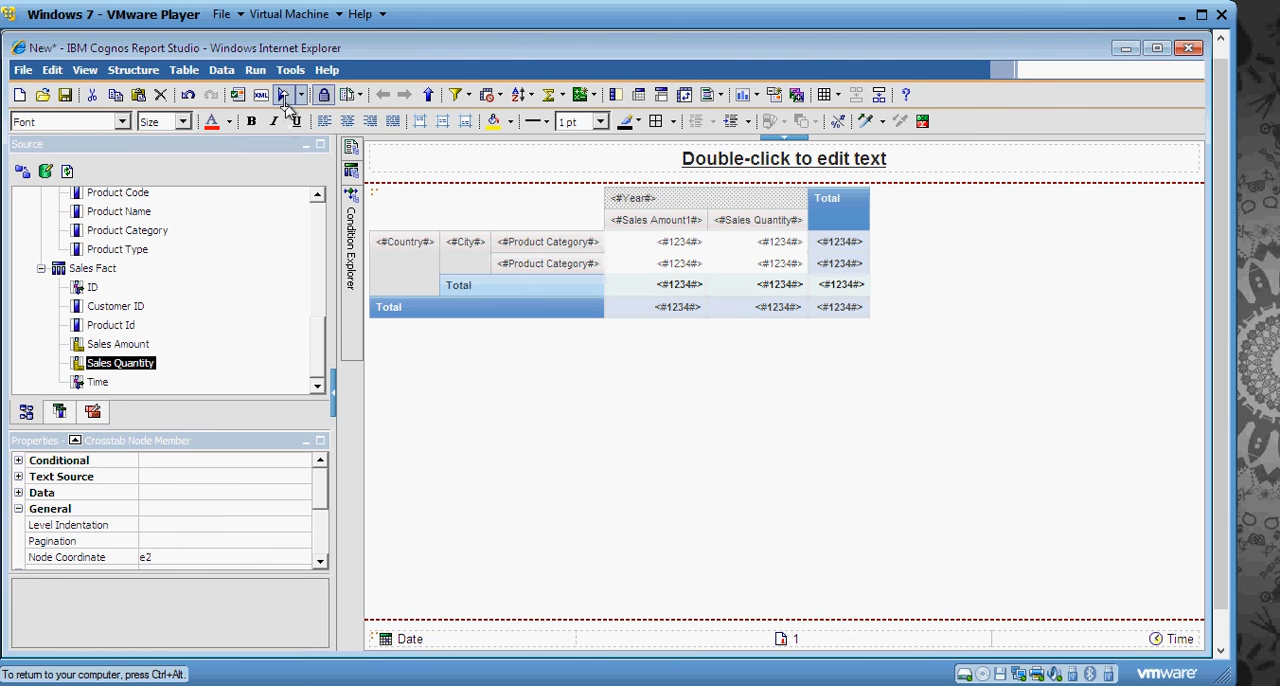 Windows 7 - VMware Player File Virtual Machine Help
New* - IBM Cognos Report Studio - Windows Internet Explorer
File Edit View Structure Table Data Run Tools Help
XML
Font Size A B I U 1 pt
Source
Product Code
Product Name
Product Category
Product Type
Sales Fact
ID
Customer ID
Product Id
Sales Amount
Sales Quantity
Time
Properties - Crosstab Node Member
Conditional
Text Source
Data
General
Level Indentation
Pagination
Node Coordinate e2
Condition Explorer
Double-click to edit text
<#Year#> Total
<#Sales Amount1#> <#Sales Quantity#>
<#Country#> <#City#> <#Product Category#> <#1234#> <#1234#> <#1234#>
<#Product Category#> <#1234#> <#1234#> <#1234#>
Total <#1234#> <#1234#> <#1234#>
Total <#1234#> <#1234#> <#1234#>
Date 1 Time
To return to your computer, press Ctrl+Alt.
vmware